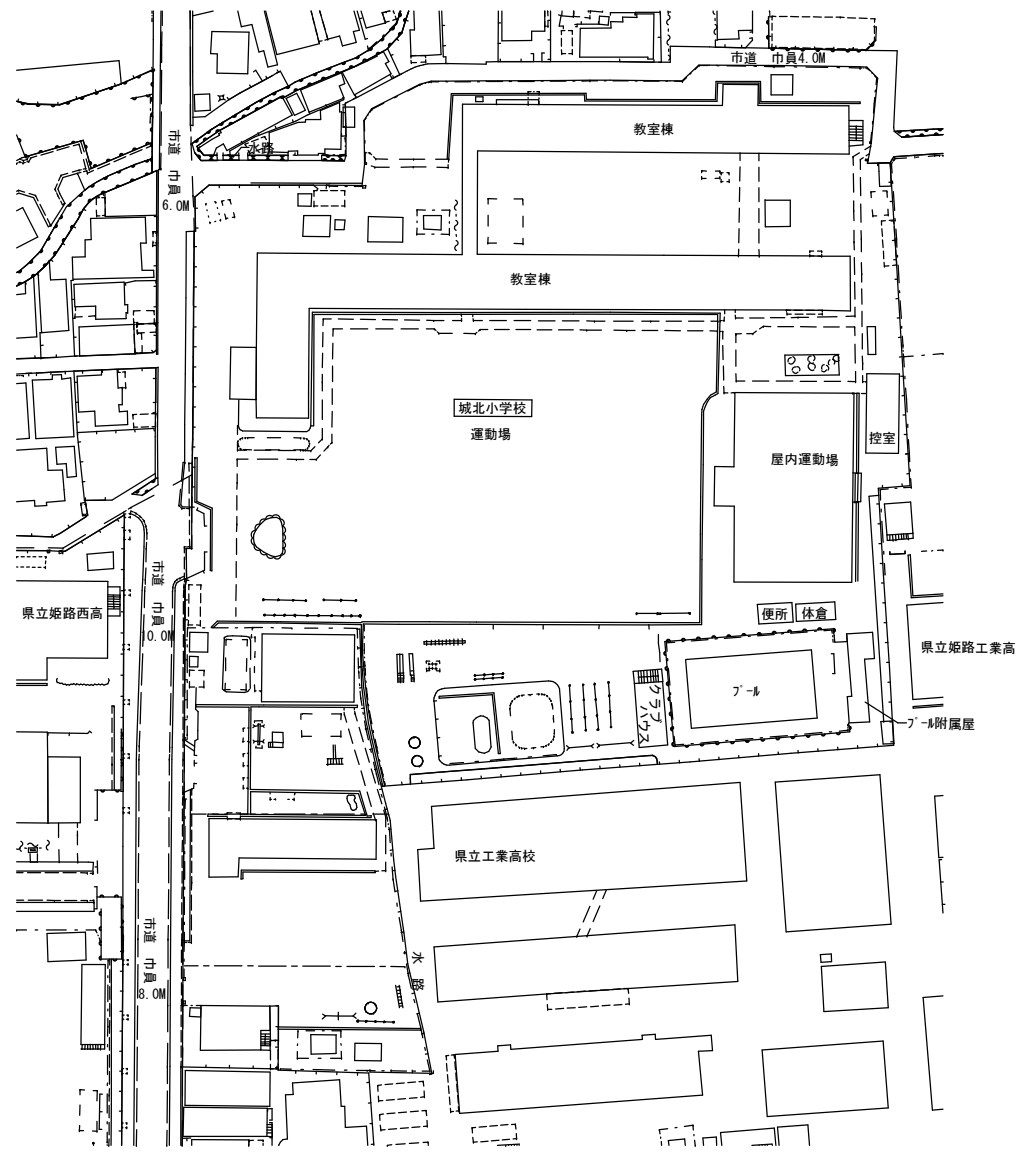 市道 巾員4.0M
教室棟
水路
市道 巾員 6.0M
教室棟
城北小学校
運動場
控室
屋内運動場
市道 巾員 10.0M
県立姫路西高
便所
体倉
県立姫路工業高
プール
クラブハウス
プール附属屋
県立工業高校
市道 巾員 8.0M
水路